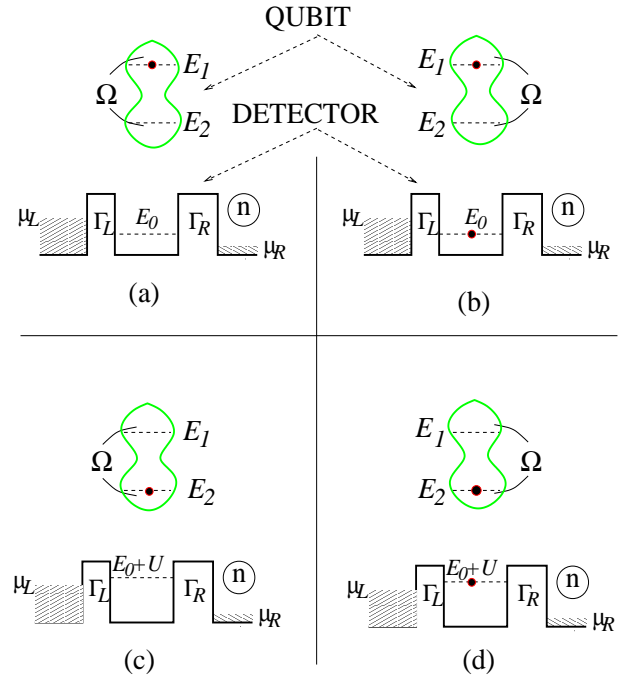 QUBIT
E1
Ω
E2
E1
Ω
E2
DETECTOR
μL
ΓL
E0
ΓR
n
μR
(a)
μL
ΓL
E0
ΓR
n
μR
(b)
E1
Ω
E2
E0+U
μL
ΓL
ΓR
n
μR
(c)
E1
Ω
E2
E0+U
μL
ΓL
ΓR
n
μR
(d)